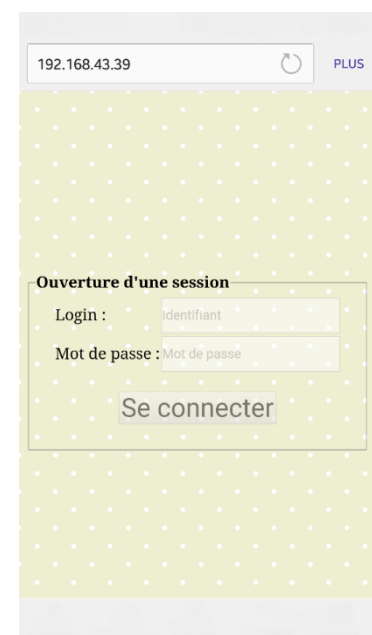 192.168.43.39 PLUS
Ouverture d'une session
Login : Identifiant
Mot de passe : Mot de passe
Se connecter